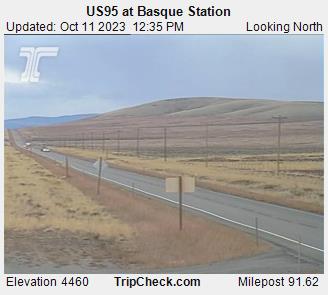 US95 at Basque Station
Updated: Oct 11 2023 12:35 PM Looking North
Elevation 4460 TripCheck.com Milepost 91.62